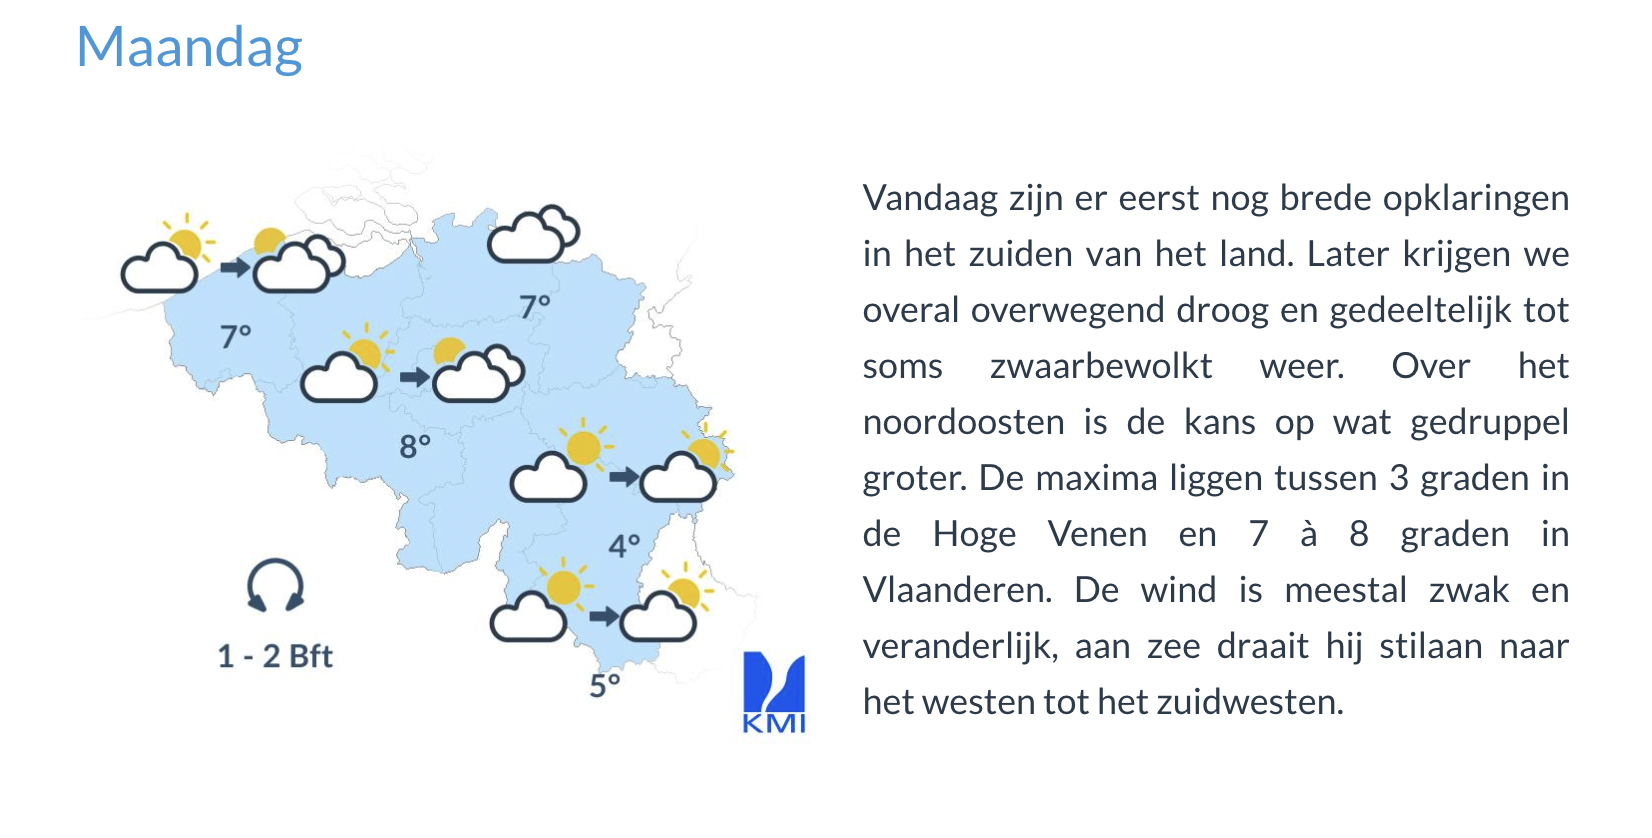 Maandag
7°
7°
8°
4°
5°
1 - 2 Bft
KMI
Vandaag zijn er eerst nog brede opklaringen
in het zuiden van het land. Later krijgen we
overal overwegend droog en gedeeltelijk tot
soms zwaarbewolkt weer. Over het
noordoosten is de kans op wat gedruppel
groter. De maxima liggen tussen 3 graden in
de Hoge Venen en 7 à 8 graden in
Vlaanderen. De wind is meestal zwak en
veranderlijk, aan zee draait hij stilaan naar
het westen tot het zuidwesten.